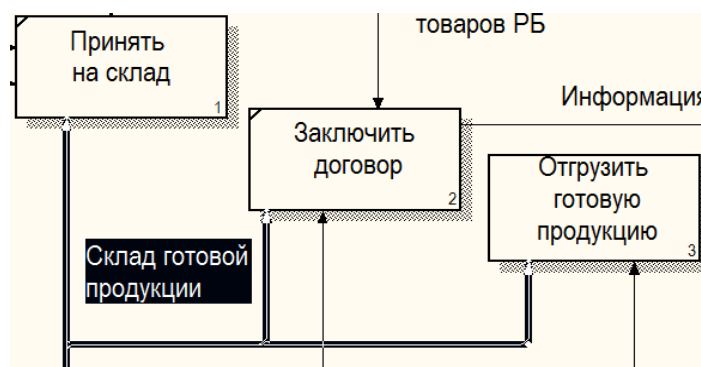 товаров РБ
Принять
на склад
1
Информация
Заключить
договор
2
Отгрузить
готовую
продукцию
3
Склад готовой
продукции